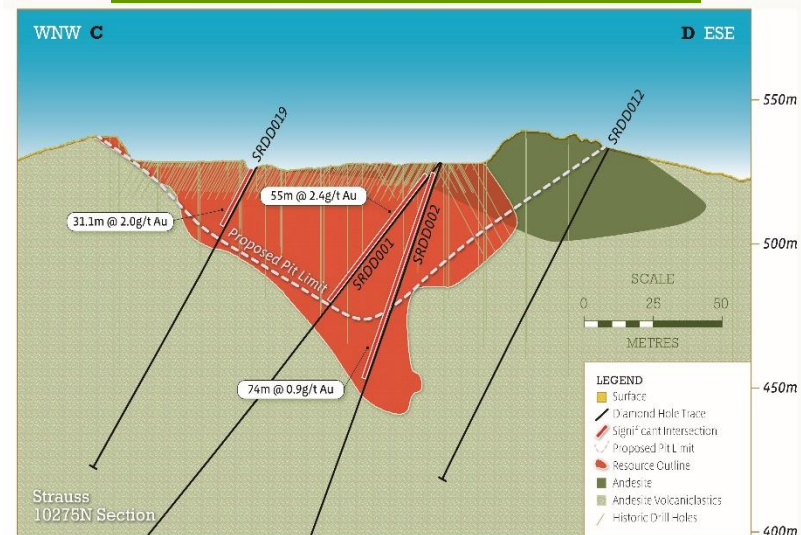 WNW C
D ESE
SRDD019
SRDD012
550m
55m @ 2.4g/t Au
31.1m @ 2.0g/t Au
SRDD001
SRDD002
Proposed Pit Limit
500m
SCALE
0 25 50
METRES
74m @ 0.9g/t Au
450m
LEGEND
Surface
Diamond Hole Trace
Significant Intersection
Proposed Pit Limit
Resource Outline
Andesite
Andesite Volcaniclastics
Historic Drill Holes
Strauss
10275N Section
400m